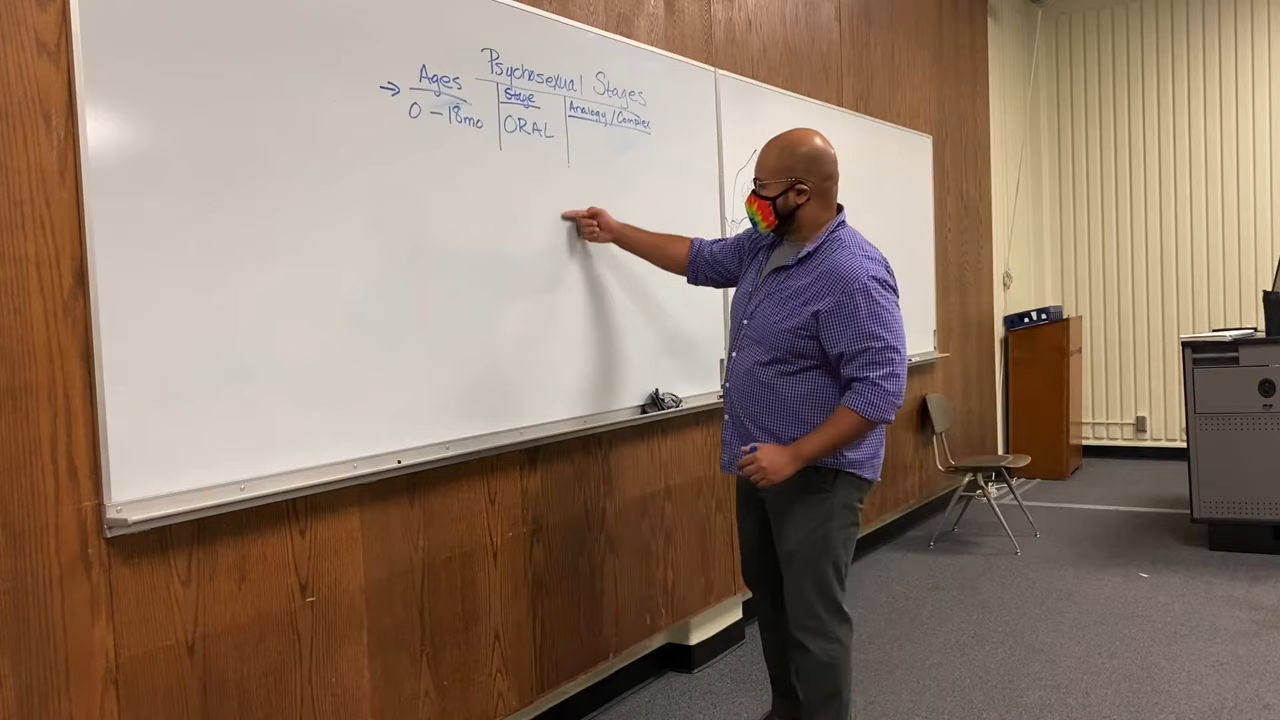 Psychosexual Stages
→ Ages Stage Analogy / Complex
0 - 18mo ORAL